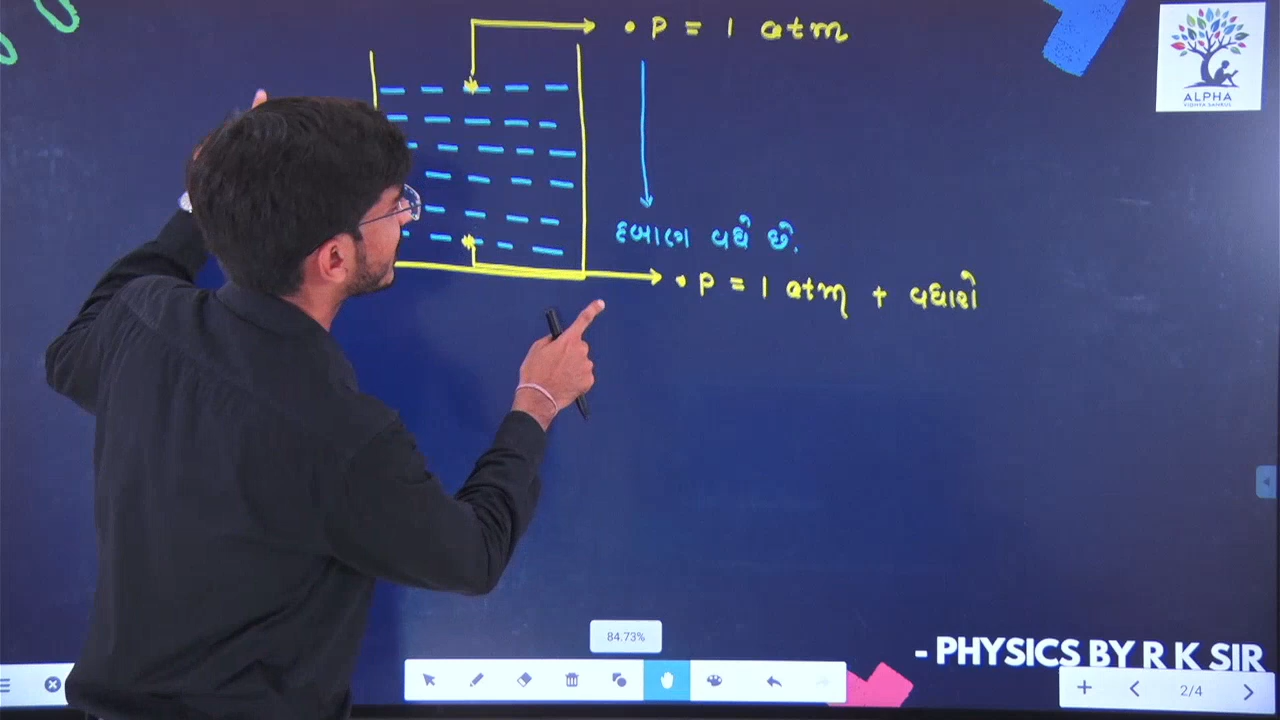 • P = 1 atm
ALPHA
VIDHYA SANKUL
દબાણ વધે છે.
• P = 1 atm + વધારો
84.73%
- PHYSICS BY R K SIR
2/4